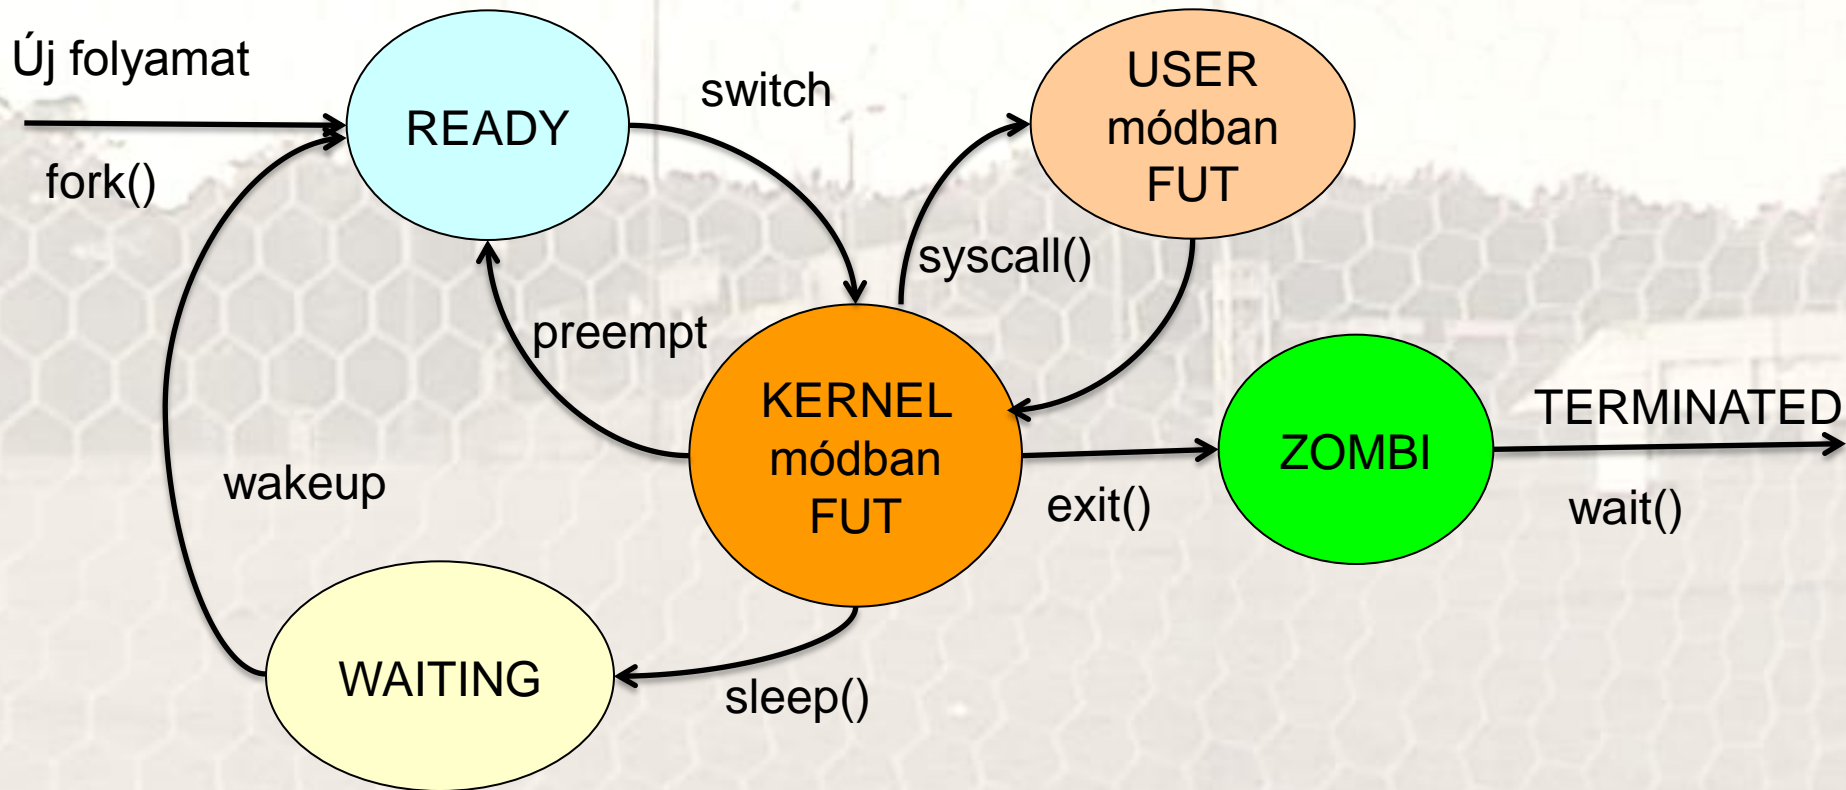 Új folyamat
fork()
READY
switch
USER
módban
FUT
syscall()
preempt
KERNEL
módban
FUT
wakeup
exit()
ZOMBI
TERMINATED
wait()
WAITING
sleep()